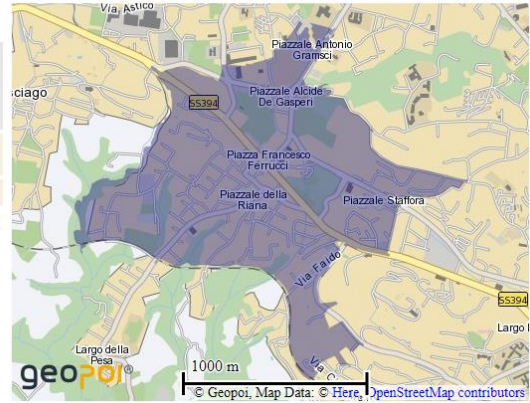 Via, Astico
Piazzale Antonio
Gramsci
sciago
Piazzale Alcide
De Gasperi
SS394
Piazza Francesco
Ferrucci
Piazzale della
Riana
Piazzale Staffora
Via Faido
SS394
Largo della
Pesa
Largo I
Via C
1000 m
geopoi®
© Geopoi, Map Data: © Here, OpenStreetMap contributors